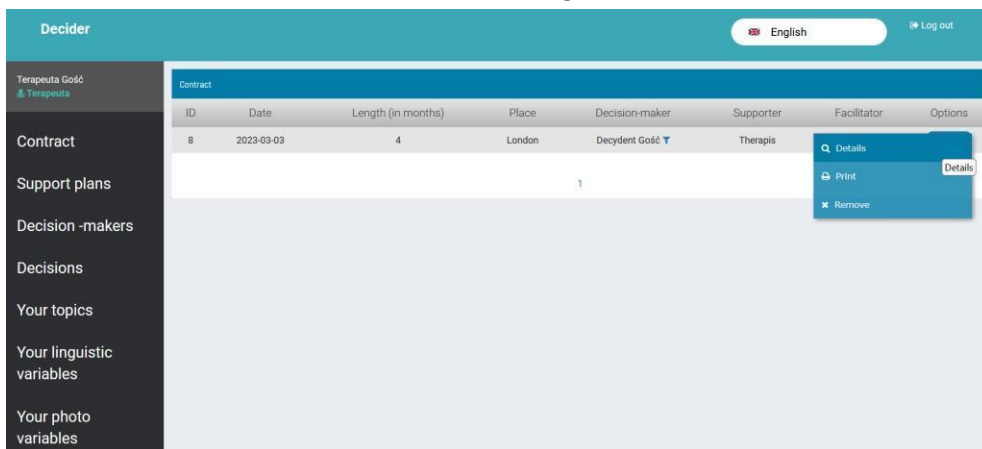 Decider
English
Log out
Terapeuta Gość
Terapeuta
Contract
Support plans
Decision -makers
Decisions
Your topics
Your linguistic
variables
Your photo
variables
Contract
ID Date Length (in months) Place Decision-maker Supporter Facilitator Options
8 2023-03-03 4 London Decydent Gość Therapis
Details
Print
Remove
Details
1